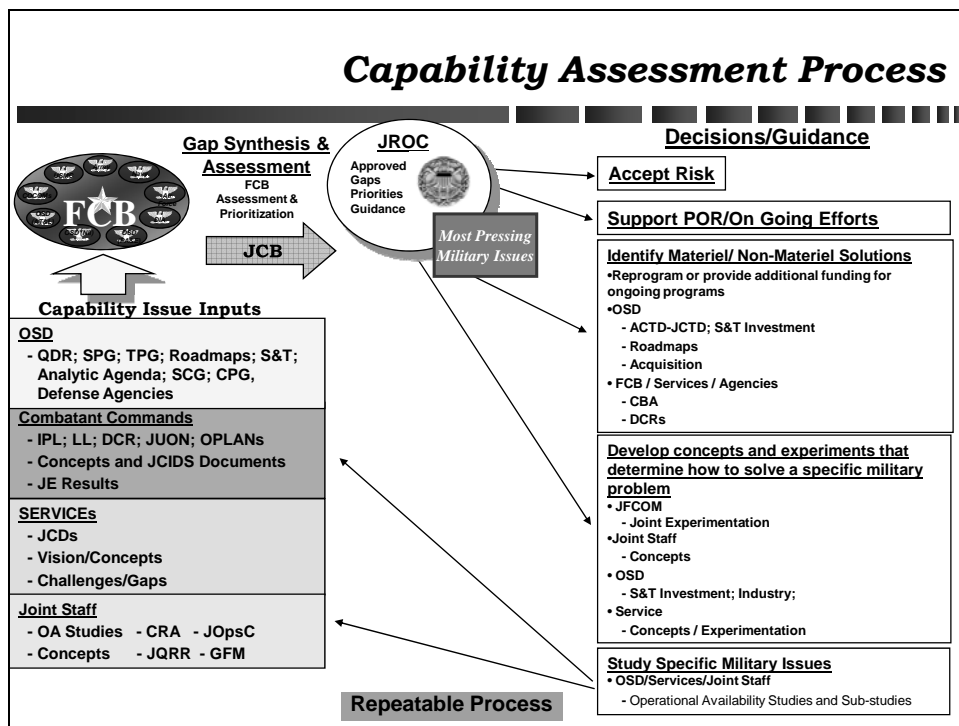 Capability Assessment Process
FCB
Gap Synthesis &
Assessment
FCB
Assessment &
Prioritization
JCB
JROC
Approved
Gaps
Priorities
Guidance
Most Pressing
Military Issues
Capability Issue Inputs
OSD
- QDR; SPG; TPG; Roadmaps; S&T;
Analytic Agenda; SCG; CPG,
Defense Agencies
Combatant Commands
- IPL; LL; DCR; JUON; OPLANs
- Concepts and JCIDS Documents
- JE Results
SERVICEs
- JCDs
- Vision/Concepts
- Challenges/Gaps
Joint Staff
- OA Studies - CRA - JOpsC
- Concepts - JQRR - GFM
Decisions/Guidance
Accept Risk
Support POR/On Going Efforts
Identify Materiel/ Non-Materiel Solutions
•Reprogram or provide additional funding for
ongoing programs
•OSD
- ACTD-JCTD; S&T Investment
- Roadmaps
- Acquisition
• FCB / Services / Agencies
- CBA
- DCRs
Develop concepts and experiments that
determine how to solve a specific military
problem
• JFCOM
- Joint Experimentation
•Joint Staff
- Concepts
• OSD
- S&T Investment; Industry;
• Service
- Concepts / Experimentation
Study Specific Military Issues
• OSD/Services/Joint Staff
- Operational Availability Studies and Sub-studies
Repeatable Process